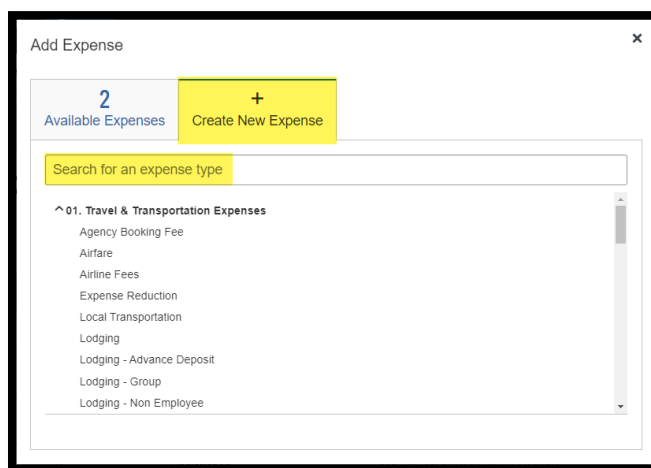 Add Expense
×
2
Available Expenses
+
Create New Expense
Search for an expense type
01. Travel & Transportation Expenses
Agency Booking Fee
Airfare
Airline Fees
Expense Reduction
Local Transportation
Lodging
Lodging - Advance Deposit
Lodging - Group
Lodging - Non Employee